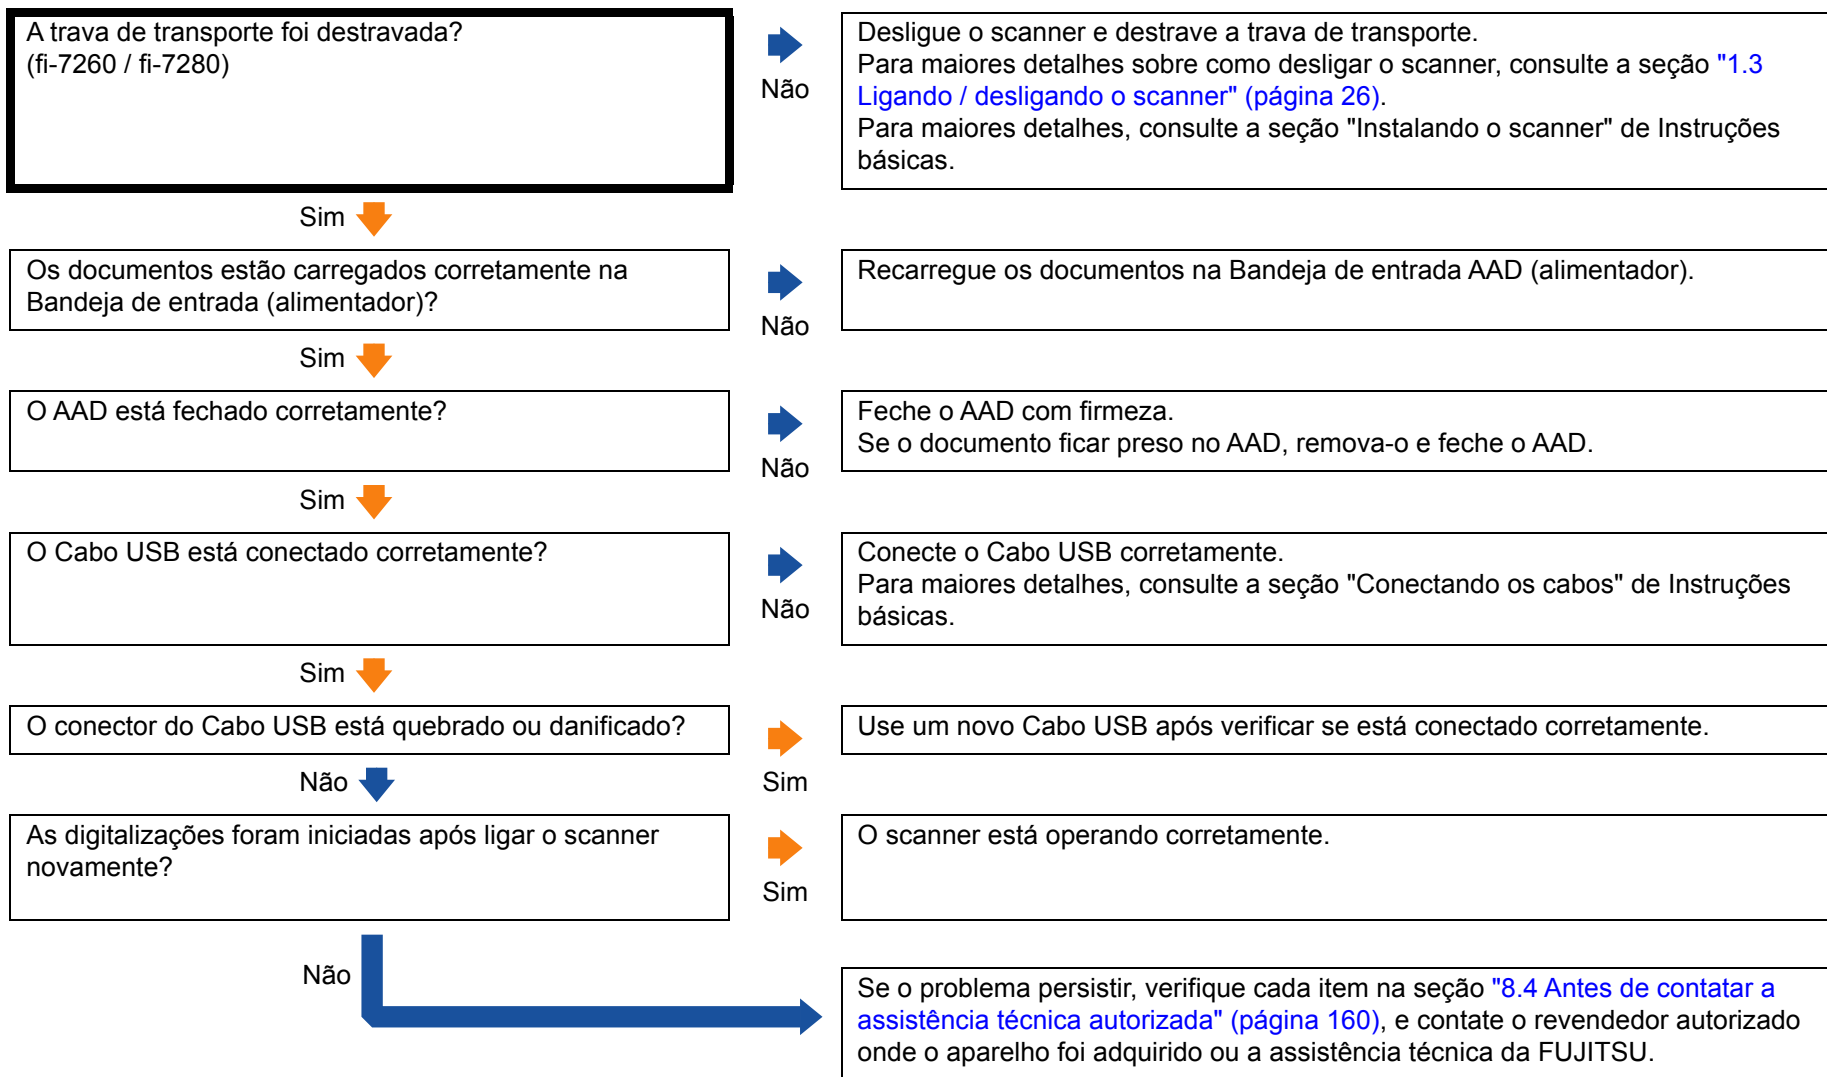 A trava de transporte foi destravada?
(fi-7260 / fi-7280)
Não
Desligue o scanner e destrave a trava de transporte.
Para maiores detalhes sobre como desligar o scanner, consulte a seção "1.3
Ligando / desligando o scanner" (página 26).
Para maiores detalhes, consulte a seção "Instalando o scanner" de Instruções
básicas.
Sim
Os documentos estão carregados corretamente na
Bandeja de entrada (alimentador)?
Não
Recarregue os documentos na Bandeja de entrada AAD (alimentador).
Sim
O AAD está fechado corretamente?
Não
Feche o AAD com firmeza.
Se o documento ficar preso no AAD, remova-o e feche o AAD.
Sim
O Cabo USB está conectado corretamente?
Não
Conecte o Cabo USB corretamente.
Para maiores detalhes, consulte a seção "Conectando os cabos" de Instruções
básicas.
Sim
O conector do Cabo USB está quebrado ou danificado?
Sim
Use um novo Cabo USB após verificar se está conectado corretamente.
Não
As digitalizações foram iniciadas após ligar o scanner
novamente?
Sim
O scanner está operando corretamente.
Não
Se o problema persistir, verifique cada item na seção "8.4 Antes de contatar a
assistência técnica autorizada" (página 160), e contate o revendedor autorizado
onde o aparelho foi adquirido ou a assistência técnica da FUJITSU.